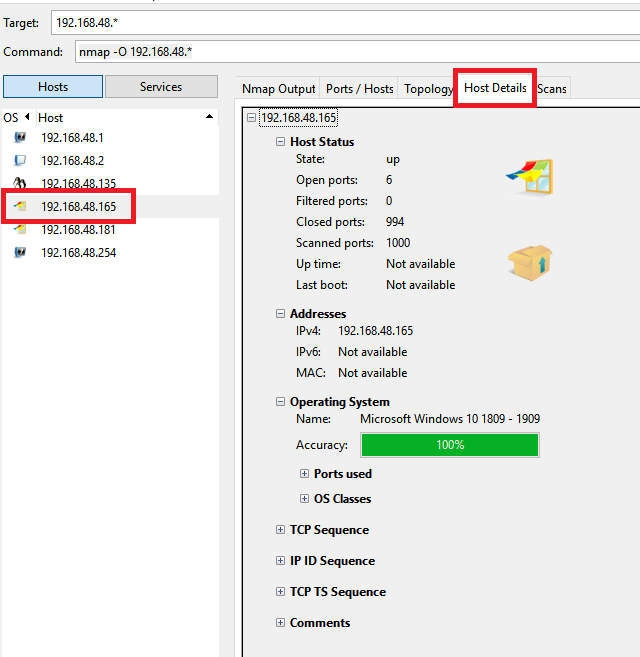 Target: 192.168.48.*
Command: nmap -O 192.168.48.*
Hosts Services
Nmap Output Ports / Hosts Topology Host Details Scans
OS Host
192.168.48.1
192.168.48.2
192.168.48.135
192.168.48.165
192.168.48.181
192.168.48.254
192.168.48.165
Host Status
State: up
Open ports: 6
Filtered ports: 0
Closed ports: 994
Scanned ports: 1000
Up time: Not available
Last boot: Not available
Addresses
IPv4: 192.168.48.165
IPv6: Not available
MAC: Not available
Operating System
Name: Microsoft Windows 10 1809 - 1909
Accuracy: 100%
Ports used
OS Classes
TCP Sequence
IP ID Sequence
TCP TS Sequence
Comments